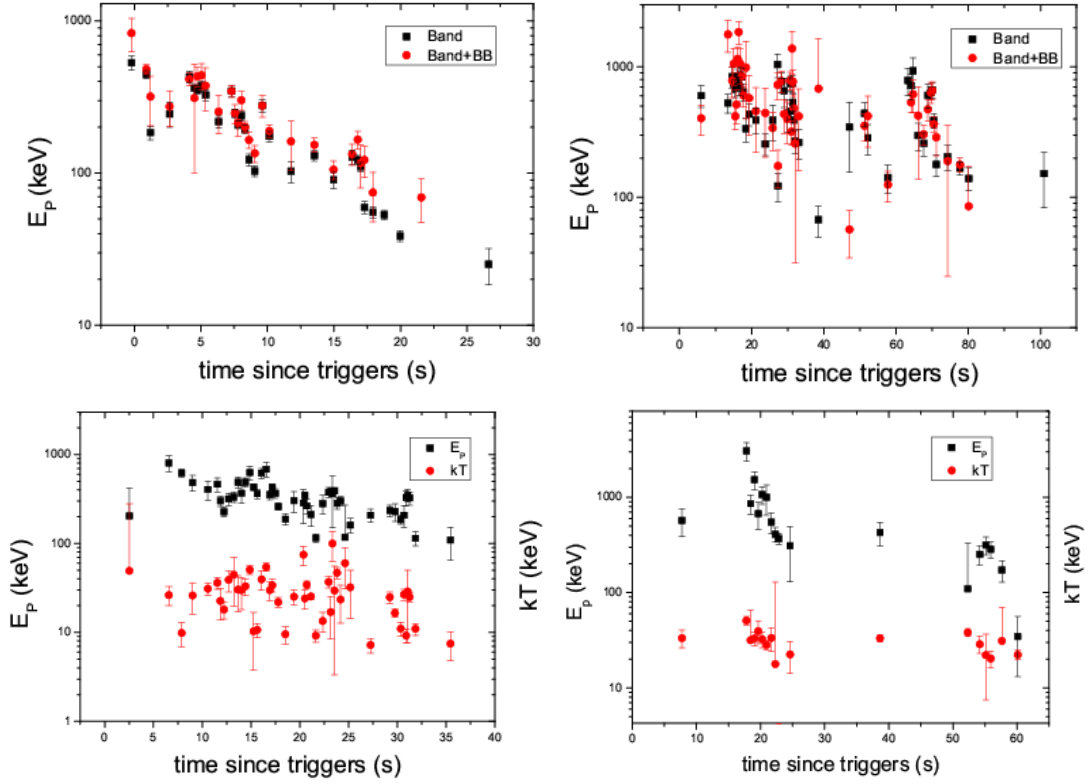 1000
100
10
E_P (keV)
Band
Band+BB
0 5 10 15 20 25 30
time since triggers (s)
1000
100
10
E_P (keV)
Band
Band+BB
0 20 40 60 80 100
time since triggers (s)
1000
100
10
1
E_P (keV)
E_P
kT
kT (keV)
0 5 10 15 20 25 30 35 40
time since triggers (s)
1000
100
10
E_p (keV)
E_P
kT
kT (keV)
0 10 20 30 40 50 60
time since triggers (s)